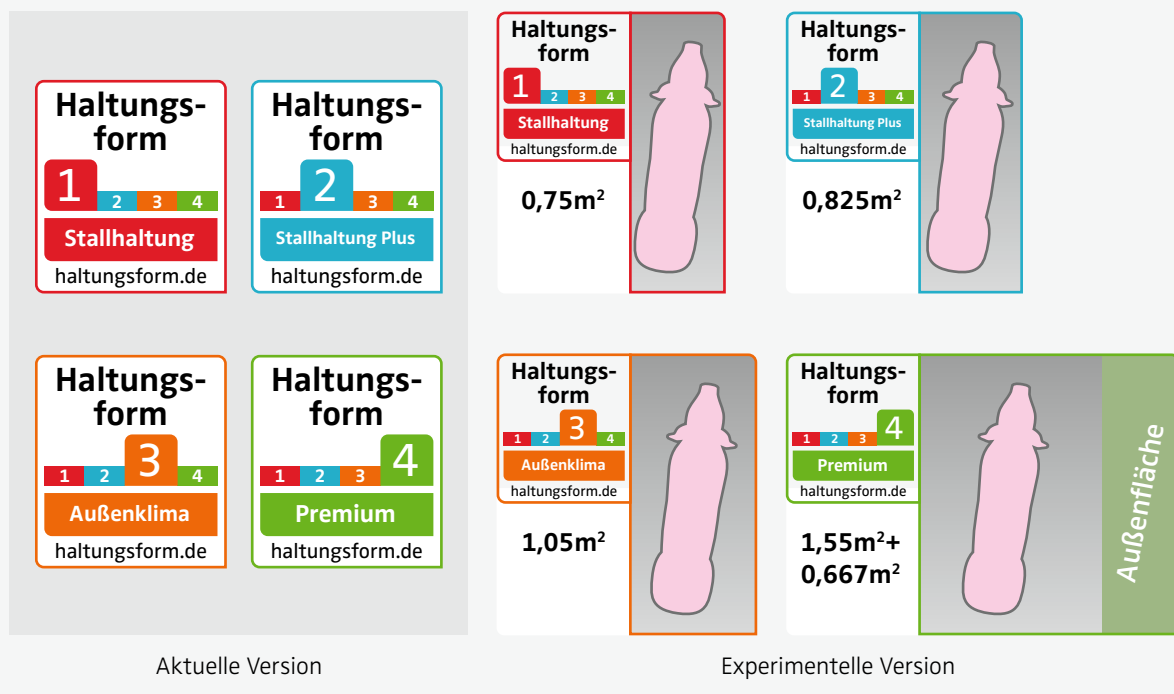 Haltungs-
form
1 2 3 4
Stallhaltung
haltungsform.de
Haltungs-
form
1 2 3 4
Stallhaltung Plus
haltungsform.de
Haltungs-
form
1 2 3 4
Außenklima
haltungsform.de
Haltungs-
form
1 2 3 4
Premium
haltungsform.de
Aktuelle Version
Haltungs-
form
1 2 3 4
Stallhaltung
haltungsform.de
0,75m²
Haltungs-
form
1 2 3 4
Stallhaltung Plus
haltungsform.de
0,825m²
Haltungs-
form
1 2 3 4
Außenklima
haltungsform.de
1,05m²
Haltungs-
form
1 2 3 4
Premium
haltungsform.de
1,55m²+
0,667m²
Außenfläche
Experimentelle Version